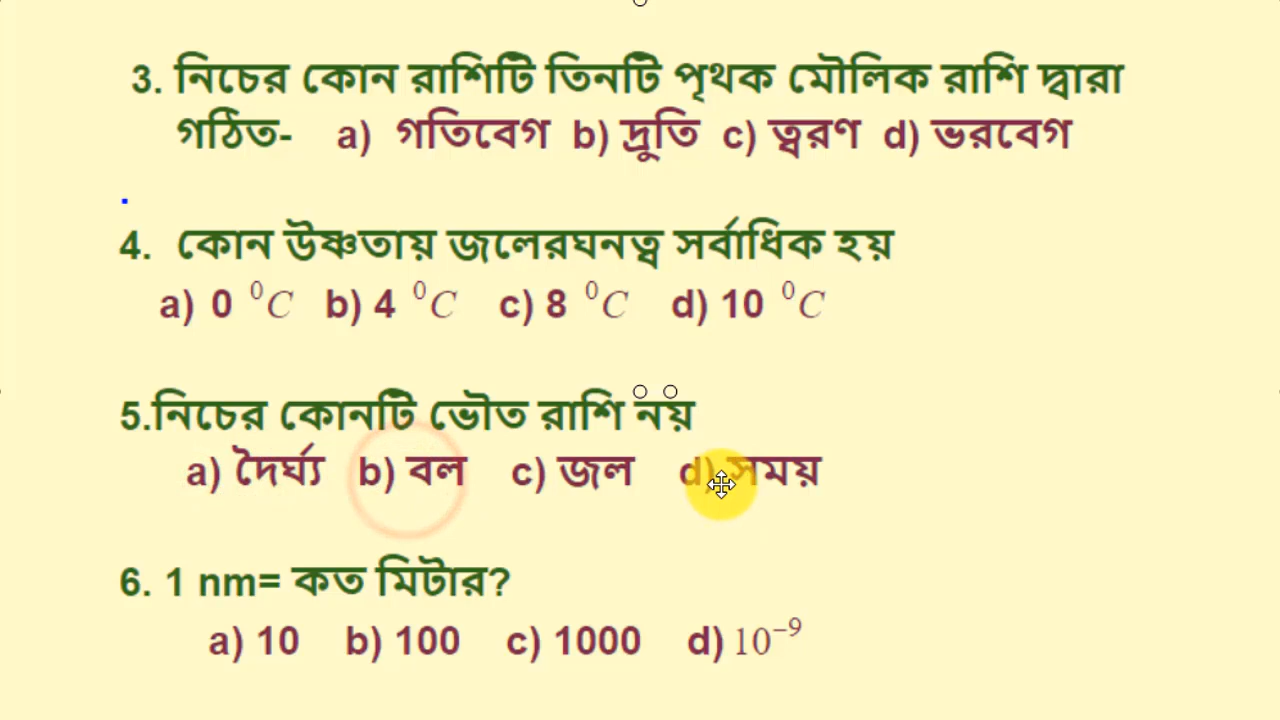 3. নিচের কোন রাশিটি তিনটি পৃথক মৌলিক রাশি দ্বারা
গঠিত- a) গতিবেগ b) দ্রুতি c) ত্বরণ d) ভরবেগ
.
4. কোন উষ্ণতায় জলেরঘনত্ব সর্বাধিক হয়
a) 0 ⁰C b) 4 ⁰C c) 8 ⁰C d) 10 ⁰C
5.নিচের কোনটি ভৌত রাশি নয়
a) দৈর্ঘ্য b) বল c) জল d) সময়
6. 1 nm= কত মিটার?
a) 10 b) 100 c) 1000 d) 10⁻⁹